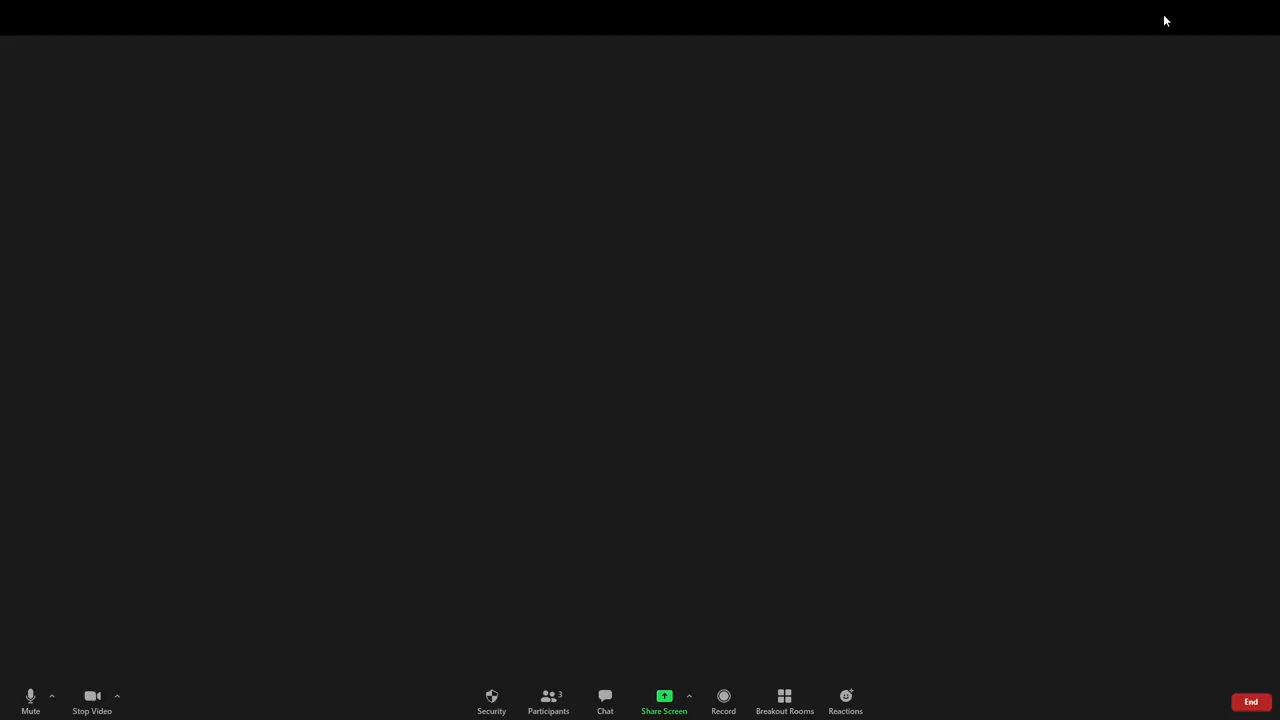 3
Mute
Stop Video
Security
Participants
Chat
Share Screen
Record
Breakout Rooms
Reactions
End